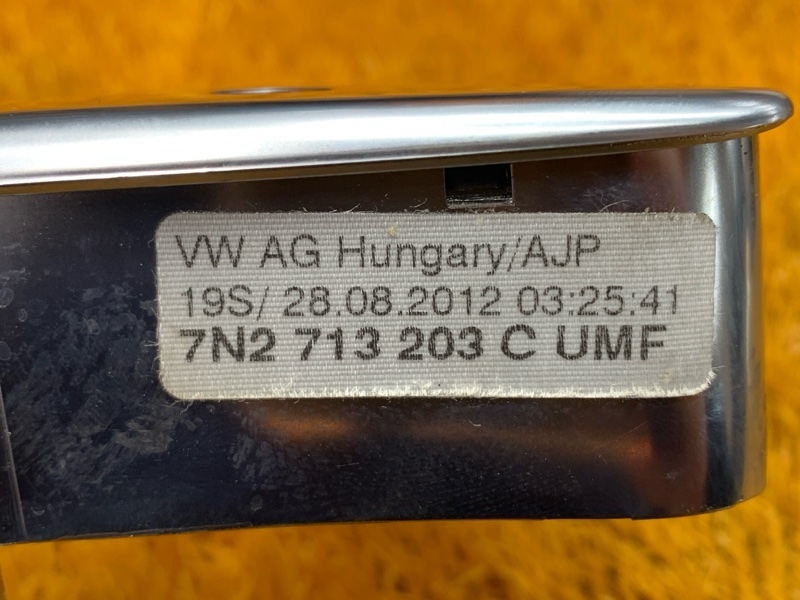 VW AG Hungary/AJP
19S/ 28.08.2012 03:25:41
7N2 713 203 C UMF